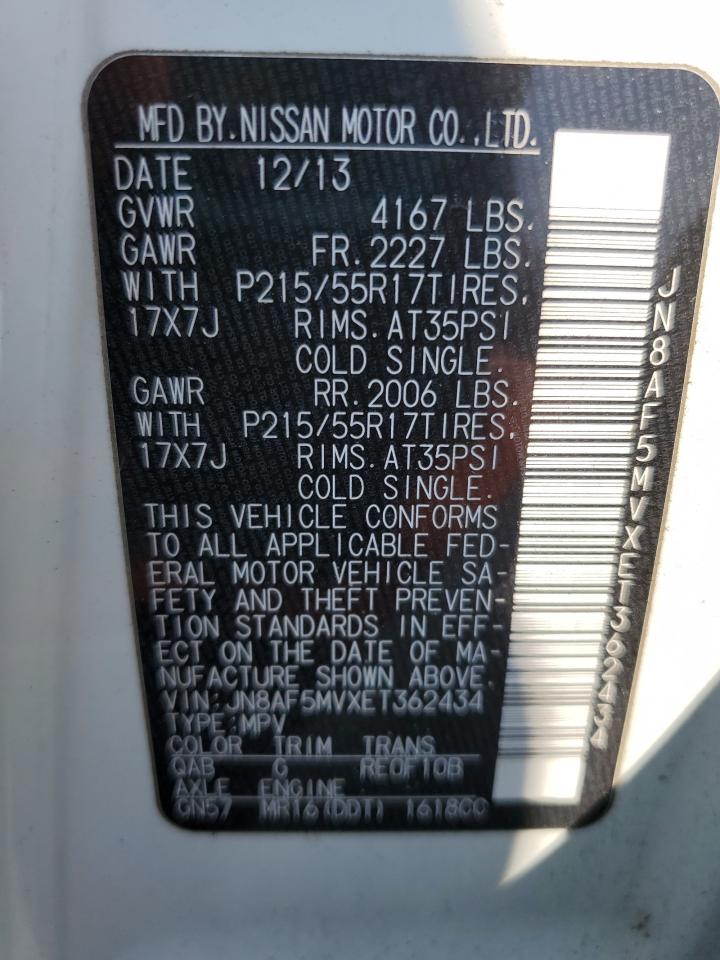 MFD BY.NISSAN MOTOR CO.,LTD.
DATE 12/13
GVWR 4167 LBS.
GAWR FR.2227 LBS.
WITH P215/55R17TIRES,
17X7J RIMS.AT35PSI
COLD SINGLE.
GAWR RR.2006 LBS.
WITH P215/55R17TIRES,
17X7J RIMS.AT35PSI
COLD SINGLE.
THIS VEHICLE CONFORMS
TO ALL APPLICABLE FED-
ERAL MOTOR VEHICLE SA-
FETY AND THEFT PREVEN-
TION STANDARDS IN EFF-
ECT ON THE DATE OF MA-
NUFACTURE SHOWN ABOVE.
VIN:JN8AF5MVXET362434
TYPE:MPV
COLOR TRIM TRANS
QAB G RE0F10B
AXLE ENGINE
GN57 MR16(DDT) 1618CC
JN8AF5MVXET362434